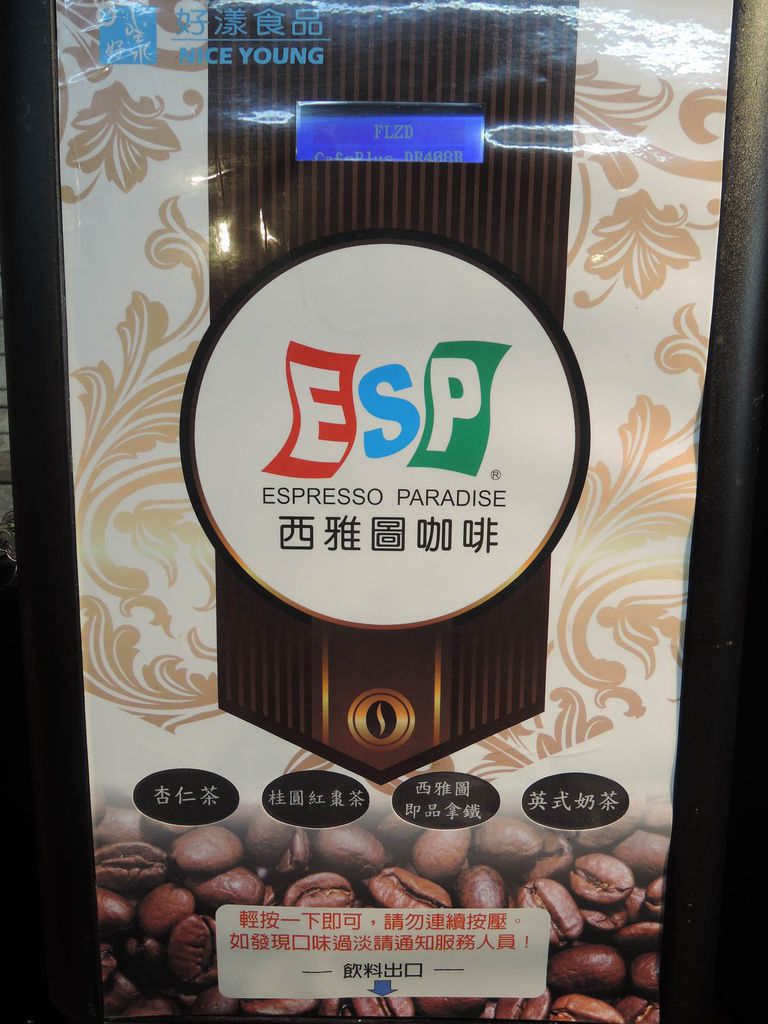 好漾食品
NICE YOUNG
FLZD
CafeBlue DR408R
ESP®
ESPRESSO PARADISE
西雅圖咖啡
杏仁茶
桂圓紅棗茶
西雅圖
即品拿鐵
英式奶茶
輕按一下即可，請勿連續按壓。
如發現口味過淡請通知服務人員！
飲料出口